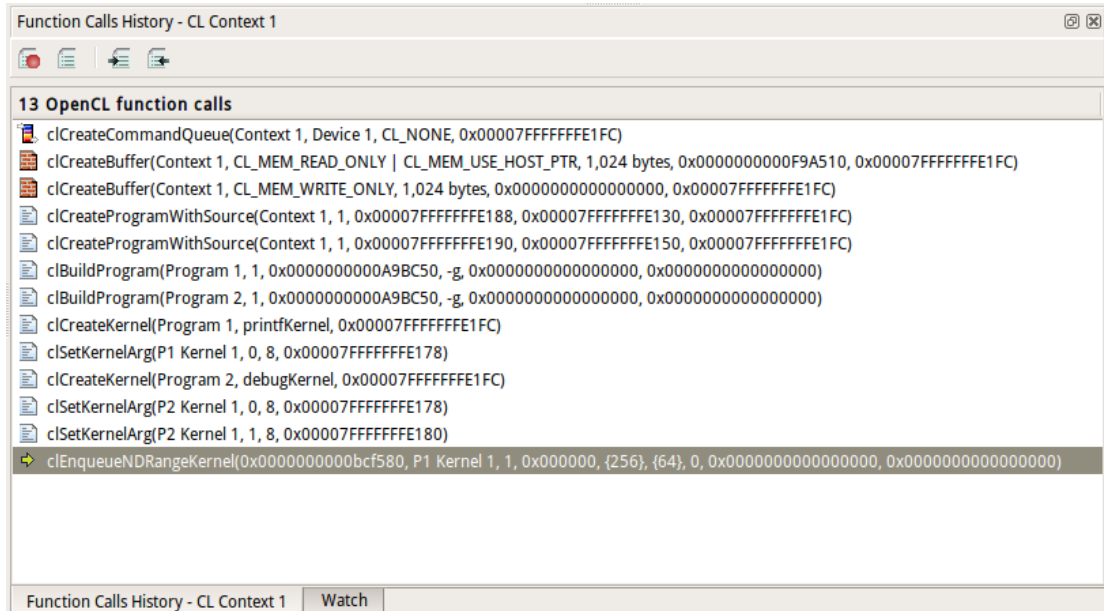 Function Calls History - CL Context 1
13 OpenCL function calls
clCreateCommandQueue(Context 1, Device 1, CL_NONE, 0x00007FFFFFFFE1FC)
clCreateBuffer(Context 1, CL_MEM_READ_ONLY | CL_MEM_USE_HOST_PTR, 1,024 bytes, 0x0000000000F9A510, 0x00007FFFFFFFE1FC)
clCreateBuffer(Context 1, CL_MEM_WRITE_ONLY, 1,024 bytes, 0x0000000000000000, 0x00007FFFFFFFE1FC)
clCreateProgramWithSource(Context 1, 1, 0x00007FFFFFFFE188, 0x00007FFFFFFFE130, 0x00007FFFFFFFE1FC)
clCreateProgramWithSource(Context 1, 1, 0x00007FFFFFFFE190, 0x00007FFFFFFFE150, 0x00007FFFFFFFE1FC)
clBuildProgram(Program 1, 1, 0x0000000000A9BC50, -g, 0x0000000000000000, 0x0000000000000000)
clBuildProgram(Program 2, 1, 0x0000000000A9BC50, -g, 0x0000000000000000, 0x0000000000000000)
clCreateKernel(Program 1, printfKernel, 0x00007FFFFFFFE1FC)
clSetKernelArg(P1 Kernel 1, 0, 8, 0x00007FFFFFFFE178)
clCreateKernel(Program 2, debugKernel, 0x00007FFFFFFFE1FC)
clSetKernelArg(P2 Kernel 1, 0, 8, 0x00007FFFFFFFE178)
clSetKernelArg(P2 Kernel 1, 1, 8, 0x00007FFFFFFFE180)
clEnqueueNDRangeKernel(0x0000000000bcf580, P1 Kernel 1, 1, 0x000000, {256}, {64}, 0, 0x0000000000000000, 0x0000000000000000)
Function Calls History - CL Context 1 Watch